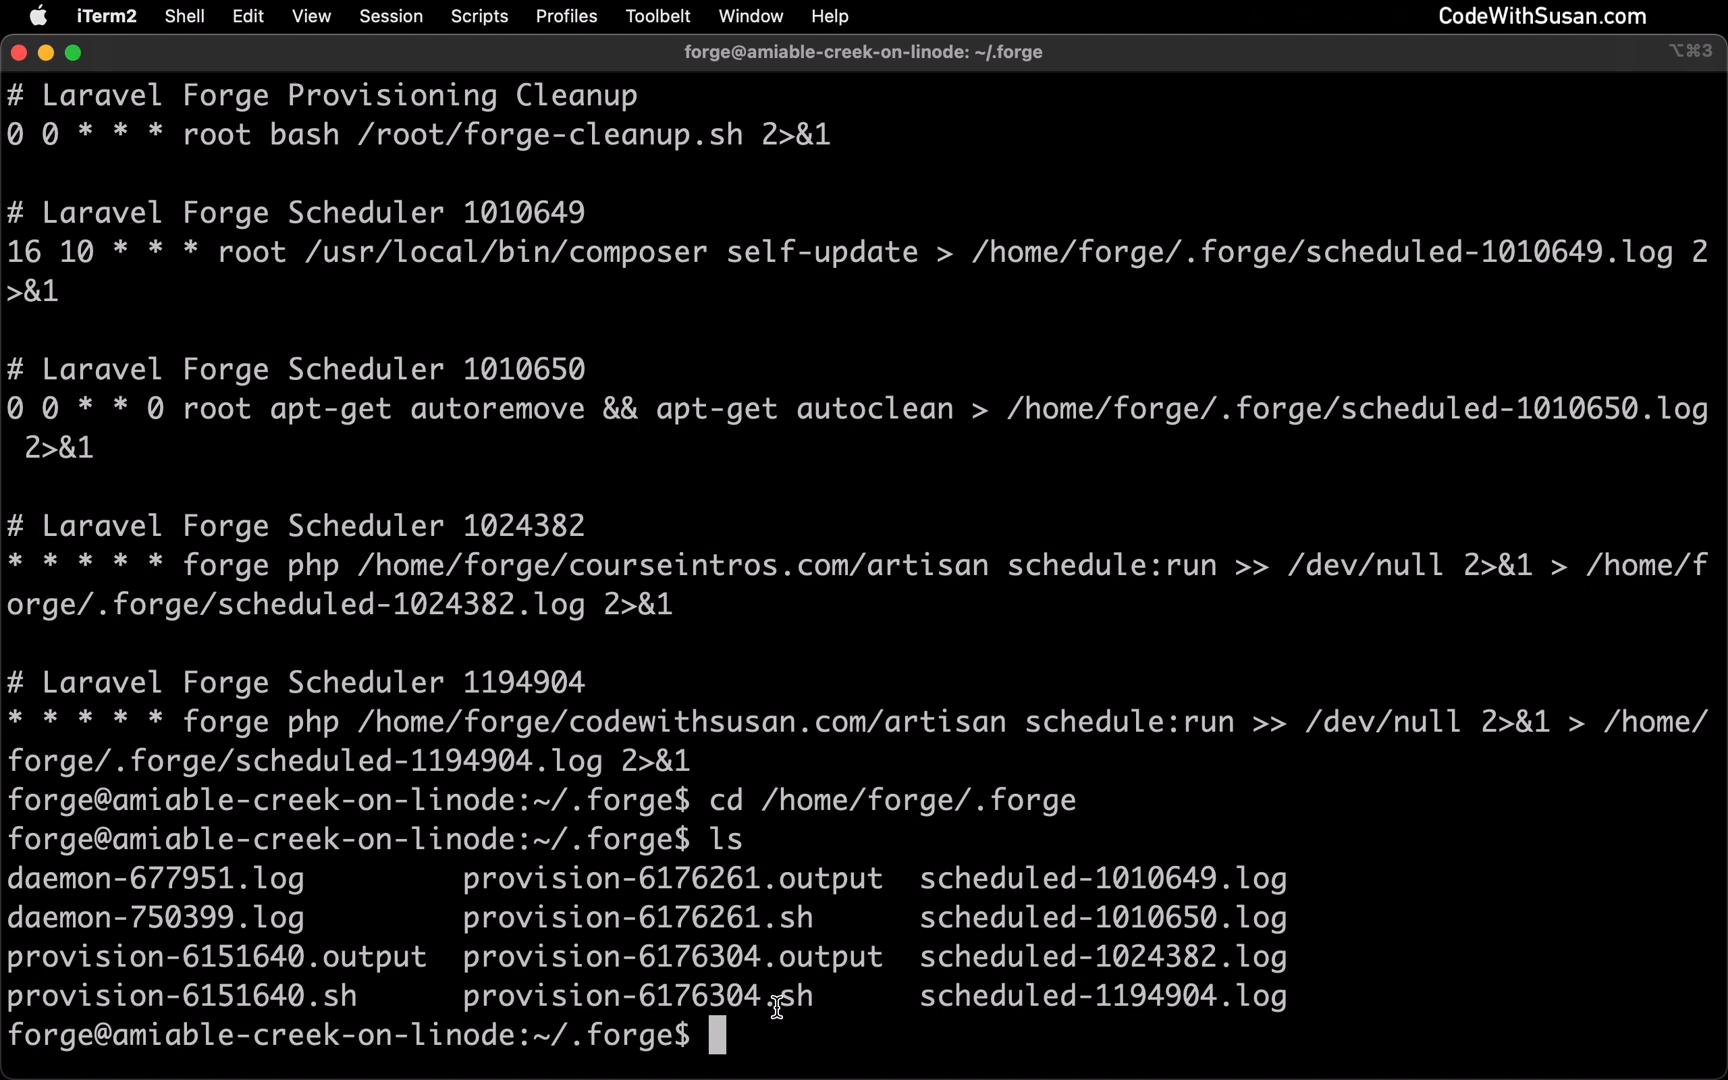 iTerm2 Shell Edit View Session Scripts Profiles Toolbelt Window Help CodeWithSusan.com
forge@amiable-creek-on-linode: ~/.forge ⌥⌘3
# Laravel Forge Provisioning Cleanup
0 0 * * * root bash /root/forge-cleanup.sh 2>&1
# Laravel Forge Scheduler 1010649
16 10 * * * root /usr/local/bin/composer self-update > /home/forge/.forge/scheduled-1010649.log 2
>&1
# Laravel Forge Scheduler 1010650
0 0 * * 0 root apt-get autoremove && apt-get autoclean > /home/forge/.forge/scheduled-1010650.log
2>&1
# Laravel Forge Scheduler 1024382
* * * * * forge php /home/forge/courseintros.com/artisan schedule:run >> /dev/null 2>&1 > /home/f
orge/.forge/scheduled-1024382.log 2>&1
# Laravel Forge Scheduler 1194904
* * * * * forge php /home/forge/codewithsusan.com/artisan schedule:run >> /dev/null 2>&1 > /home/
forge/.forge/scheduled-1194904.log 2>&1
forge@amiable-creek-on-linode:~/.forge$ cd /home/forge/.forge
forge@amiable-creek-on-linode:~/.forge$ ls
daemon-677951.log provision-6176261.output scheduled-1010649.log
daemon-750399.log provision-6176261.sh scheduled-1010650.log
provision-6151640.output provision-6176304.output scheduled-1024382.log
provision-6151640.sh provision-6176304.sh scheduled-1194904.log
forge@amiable-creek-on-linode:~/.forge$